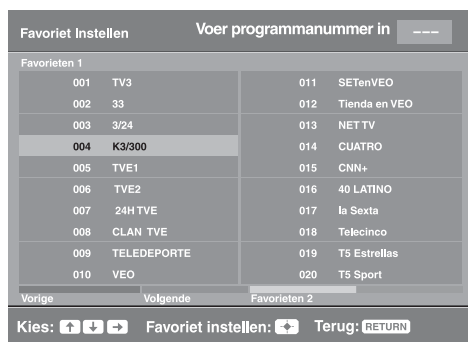 Favoriet Instellen
Voer programmanummer in ---
Favorieten 1
001 TV3
002 33
003 3/24
004 K3/300
005 TVE1
006 TVE2
007 24H TVE
008 CLAN TVE
009 TELEDEPORTE
010 VEO
011 SETenVEO
012 Tienda en VEO
013 NET TV
014 CUATRO
015 CNN+
016 40 LATINO
017 la Sexta
018 Telecinco
019 T5 Estrellas
020 T5 Sport
Vorige Volgende Favorieten 2
Kies: Favoriet instellen: Terug: RETURN